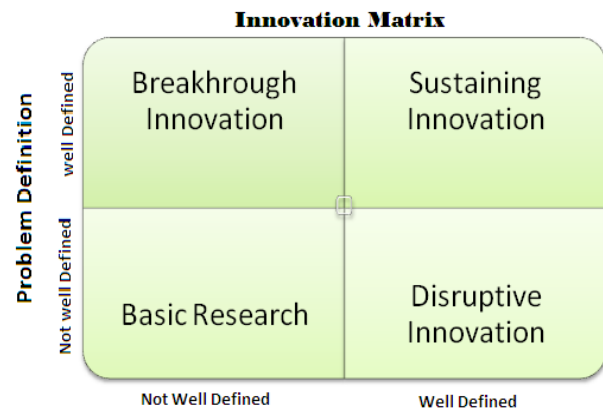 Innovation Matrix
Problem Definition
well Defined
Breakhrough
Innovation
Sustaining
Innovation
Not well Defined
Basic Research
Disruptive
Innovation
Not Well Defined
Well Defined